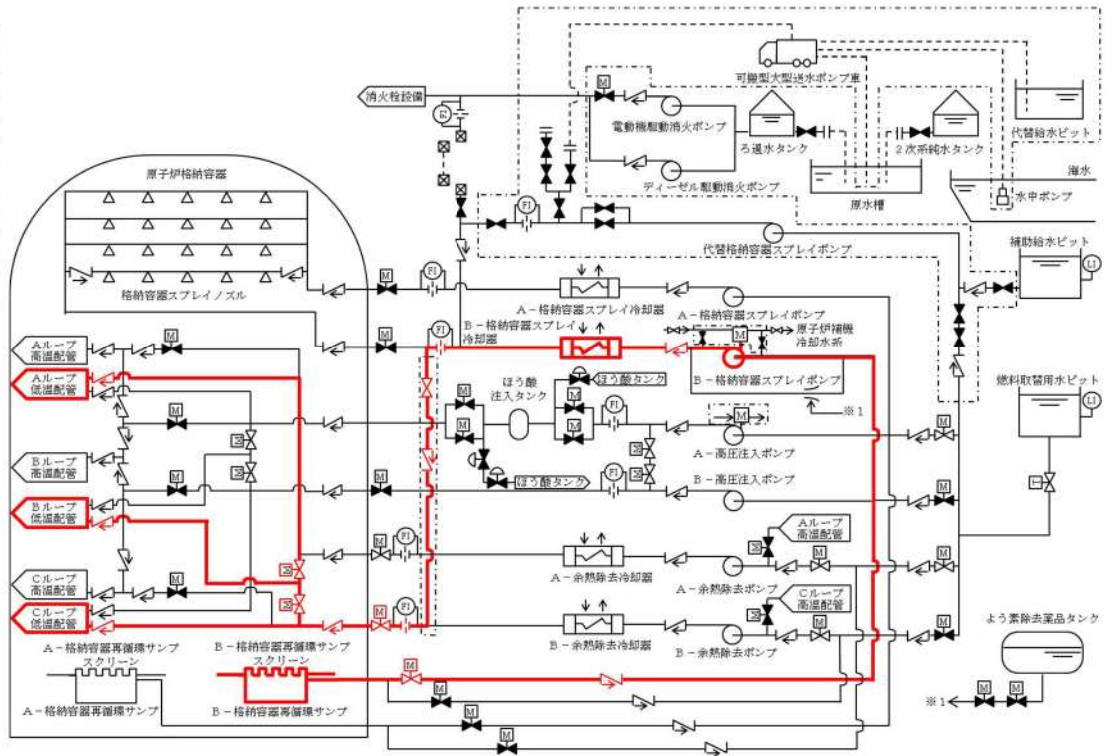 可搬型大型送水ポンプ車
消火栓設備
M
電動機駆動消火ポンプ
代替給水ピット
ろ過水タンク
2次系純水タンク
FI
海水
ディーゼル駆動消火ポンプ
原水槽
水中ポンプ
原子炉格納容器
FI
代替格納容器スプレイポンプ
補助給水ピット
LI
格納容器スプレイノズル
M
FI
A-格納容器スプレイ冷却器
A-格納容器スプレイポンプ
B-格納容器スプレイ
冷却器
M
原子炉補機
冷却水系
Aループ
高温配管
M
M
FI
Aループ
低温配管
B-格納容器スプレイポンプ
ほう酸
注入タンク
ほう酸タンク
燃料取替用水ピット
LI
※1
M
M
M
FI
M
M
M
M
M
A-高圧注入ポンプ
Bループ
高温配管
M
M
ほう酸タンク
M
M
FI
M
B-高圧注入ポンプ
I
Bループ
低温配管
Aループ
高温配管
M
FI
M
M
M
M
A-余熱除去冷却器
A-余熱除去ポンプ
Cループ
高温配管
M
M
Cループ
高温配管
Cループ
低温配管
M
FI
M
M
M
B-余熱除去冷却器
B-余熱除去ポンプ
よう素除去薬品タンク
A-格納容器再循環サンプ
スクリーン
B-格納容器再循環サンプ
スクリーン
M
M
A-格納容器再循環サンプ
B-格納容器再循環サンプ
※1
M
M
M
M